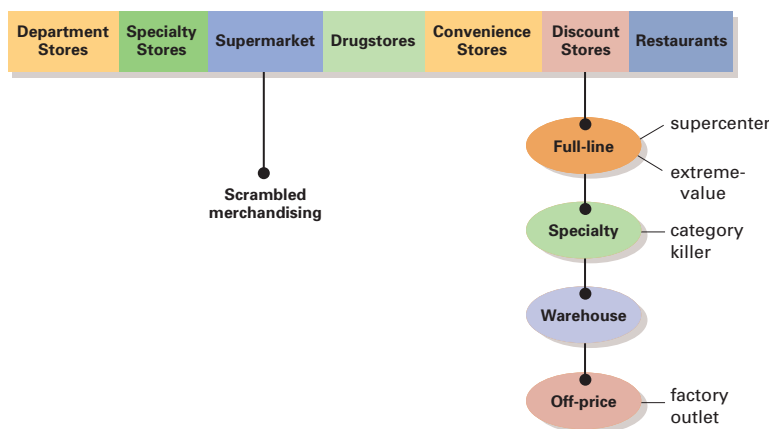 Department
Stores
Specialty
Stores
Supermarket
Drugstores
Convenience
Stores
Discount
Stores
Restaurants
Scrambled
merchandising
Full-line
supercenter
extreme-
value
Specialty
category
killer
Warehouse
Off-price
factory
outlet